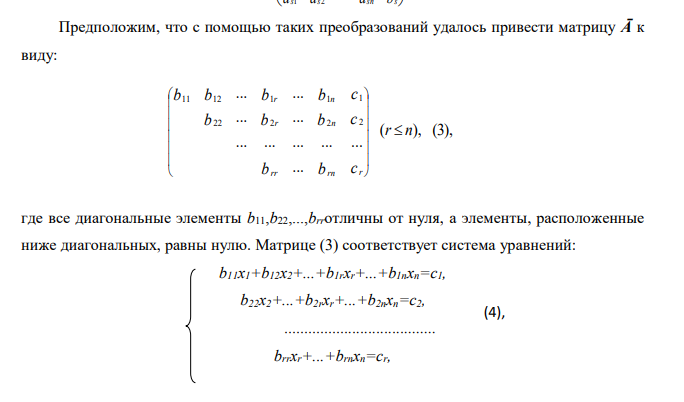 Предположим, что с помощью таких преобразований удалось привести матрицу Ā к
виду:
b11 b12 ... b1r ... b1n c1
b22 ... b2r ... b2n c2 (r ≤ n), (3),
... ... ... ... ...
brr ... brn cr
где все диагональные элементы b11,b22,...,brrотличны от нуля, а элементы, расположенные
ниже диагональных, равны нулю. Матрице (3) соответствует система уравнений:
b11x1+b12x2+...+b1rxr+...+b1nxn=c1,
b22x2+...+b2rxr+...+b2nxn=c2,
(4),
.......................................
brrxr+...+brnxn=cr,